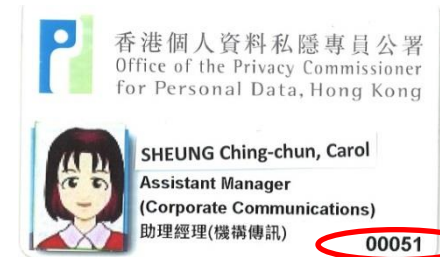 香港個人資料私隱專員公署
Office of the Privacy Commissioner
for Personal Data, Hong Kong
SHEUNG Ching-chun, Carol
Assistant Manager
(Corporate Communications)
助理經理(機構傳訊)
00051